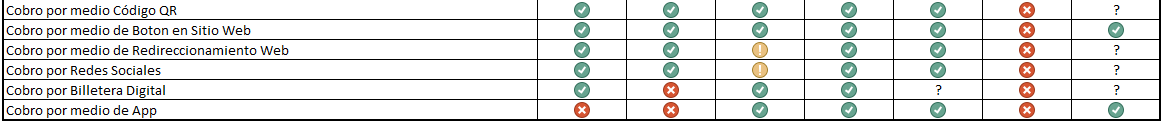 Cobro por medio Código QR ?
Cobro por medio de Boton en Sitio Web
Cobro por medio de Redireccionamiento Web ! ?
Cobro por Redes Sociales ! ?
Cobro por Billetera Digital ? ?
Cobro por medio de App